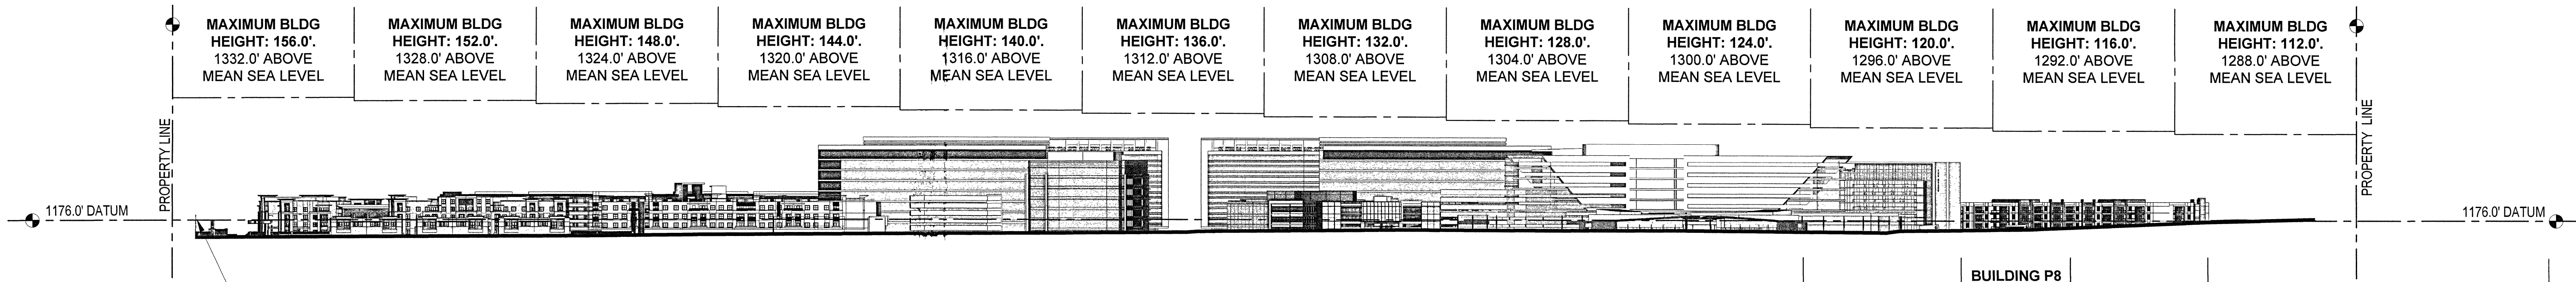 MAXIMUM BLDG
HEIGHT: 156.0'.
1332.0' ABOVE
MEAN SEA LEVEL
MAXIMUM BLDG
HEIGHT: 152.0'.
1328.0' ABOVE
MEAN SEA LEVEL
MAXIMUM BLDG
HEIGHT: 148.0'.
1324.0' ABOVE
MEAN SEA LEVEL
MAXIMUM BLDG
HEIGHT: 144.0'.
1320.0' ABOVE
MEAN SEA LEVEL
MAXIMUM BLDG
HEIGHT: 140.0'.
1316.0' ABOVE
MEAN SEA LEVEL
MAXIMUM BLDG
HEIGHT: 136.0'.
1312.0' ABOVE
MEAN SEA LEVEL
MAXIMUM BLDG
HEIGHT: 132.0'.
1308.0' ABOVE
MEAN SEA LEVEL
MAXIMUM BLDG
HEIGHT: 128.0'.
1304.0' ABOVE
MEAN SEA LEVEL
MAXIMUM BLDG
HEIGHT: 124.0'.
1300.0' ABOVE
MEAN SEA LEVEL
MAXIMUM BLDG
HEIGHT: 120.0'.
1296.0' ABOVE
MEAN SEA LEVEL
MAXIMUM BLDG
HEIGHT: 116.0'.
1292.0' ABOVE
MEAN SEA LEVEL
MAXIMUM BLDG
HEIGHT: 112.0'.
1288.0' ABOVE
MEAN SEA LEVEL
PROPERTY LINE
PROPERTY LINE
1176.0' DATUM
1176.0' DATUM
BUILDING P8